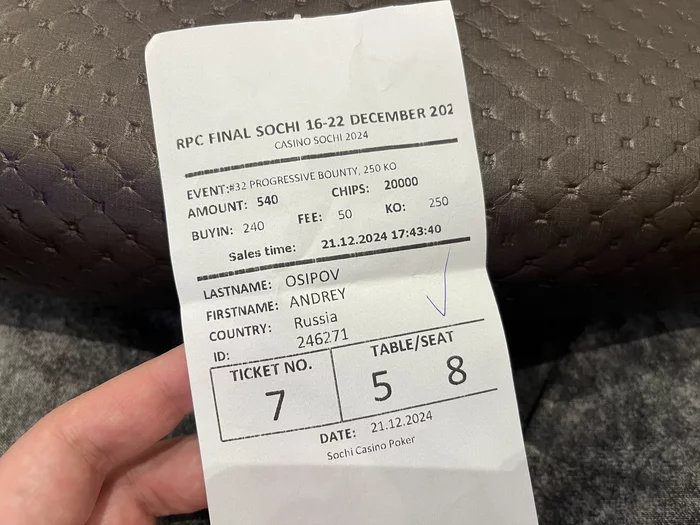 RPC FINAL SOCHI 16-22 DECEMBER 202
CASINO SOCHI 2024
EVENT:#32 PROGRESSIVE BOUNTY, 250 KO
AMOUNT: 540 CHIPS: 20000
BUYIN: 240 FEE: 50 KO: 250
Sales time: 21.12.2024 17:43:40
LASTNAME: OSIPOV
FIRSTNAME: ANDREY
COUNTRY: Russia
ID: 246271
TICKET NO. TABLE/SEAT
7 5 8
DATE: 21.12.2024
Sochi Casino Poker